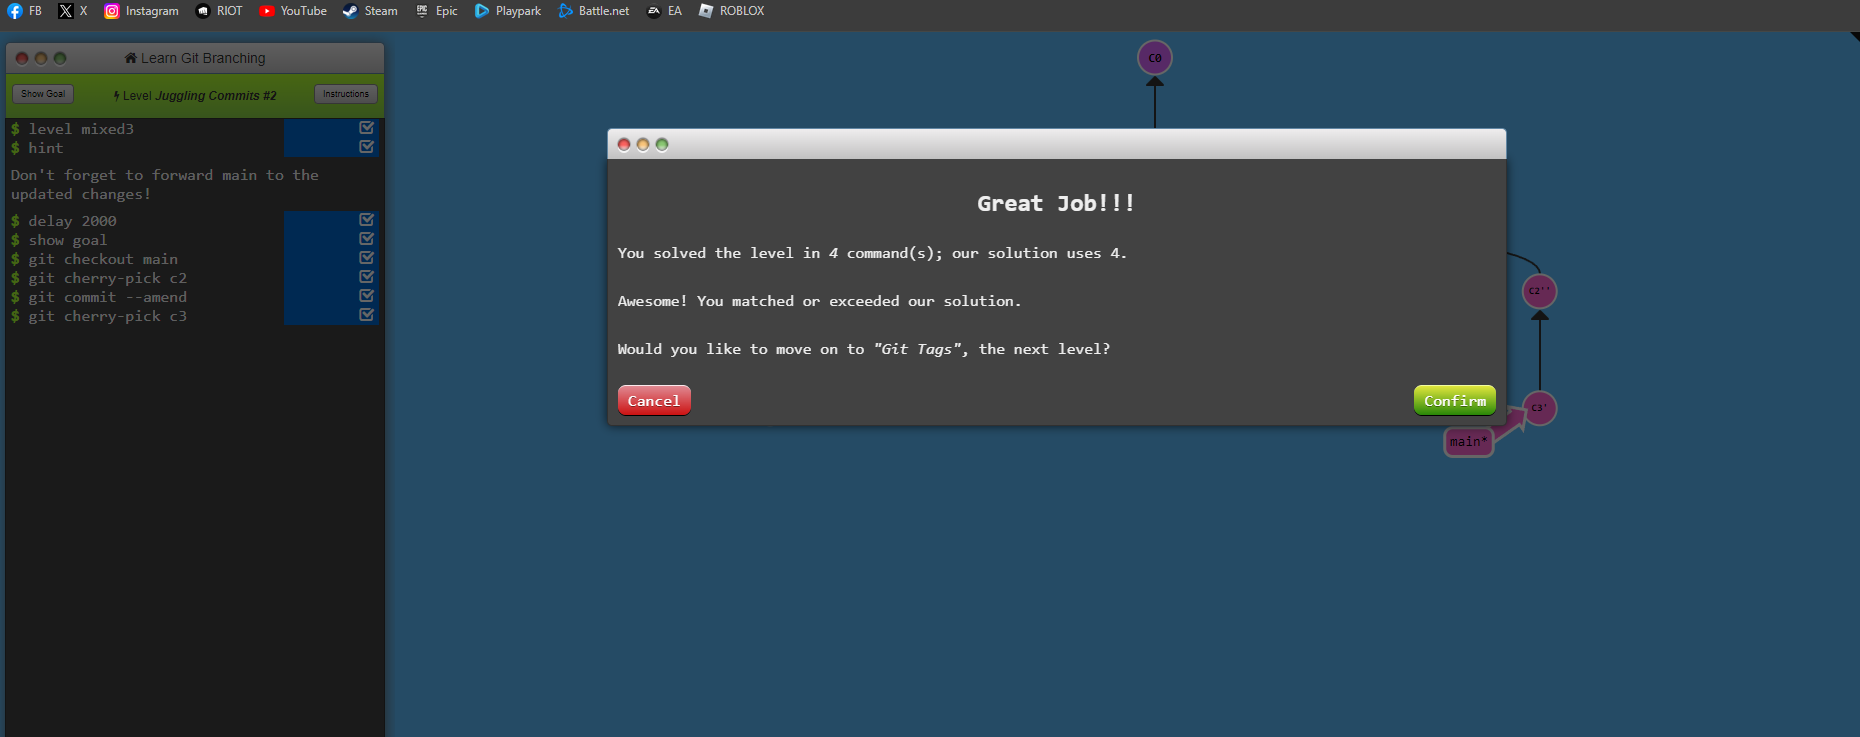 FB X Instagram RIOT YouTube Steam EPIC Epic Playpark Battle.net EA ROBLOX
Learn Git Branching
Show Goal Level Juggling Commits #2 Instructions
$ level mixed3
$ hint
Don't forget to forward main to the
updated changes!
$ delay 2000
$ show goal
$ git checkout main
$ git cherry-pick c2
$ git commit --amend
$ git cherry-pick c3
C0
Great Job!!!
You solved the level in 4 command(s); our solution uses 4.
Awesome! You matched or exceeded our solution.
Would you like to move on to "Git Tags", the next level?
Cancel Confirm
C2''
C3'
main*